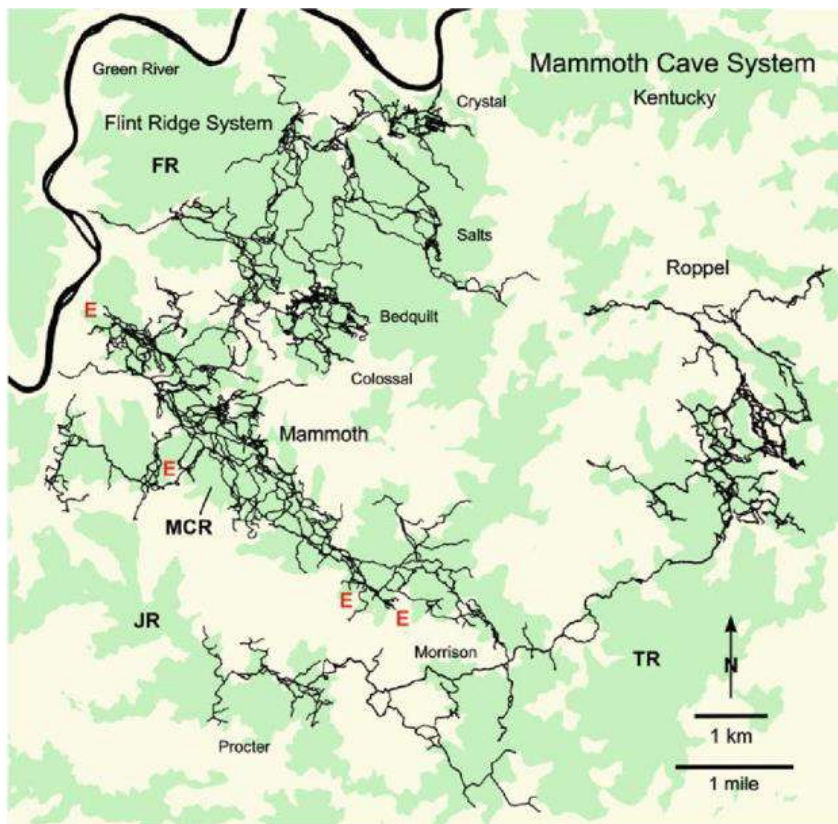 Mammoth Cave System
Kentucky
Green River
Crystal
Flint Ridge System
FR
Salts
Roppel
E
Bedquilt
Colossal
Mammoth
E
MCR
E
E
JR
Morrison
TR
N
1 km
Procter
1 mile